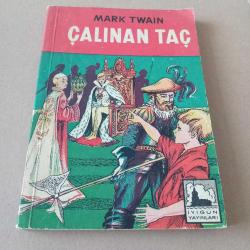 MARK TWAIN
ÇALINAN TAÇ
İYİGÜN
YAYINLARI